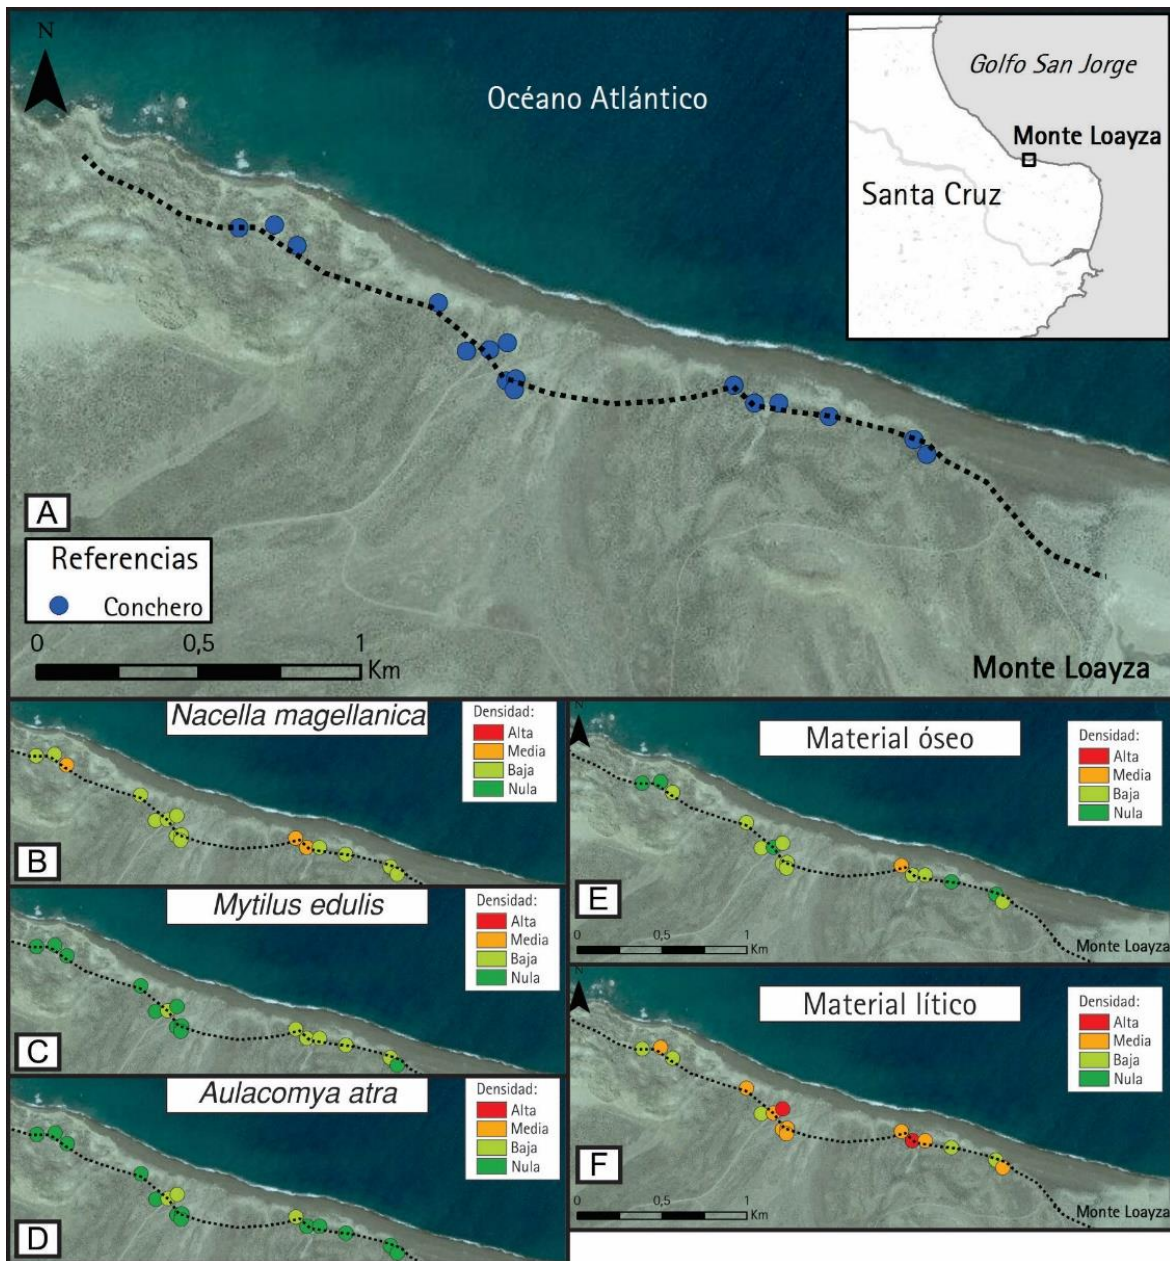 N
Océano Atlántico
Golfo San Jorge
Monte Loayza
Santa Cruz
A
Referencias
Conchero
0 0,5 1
Km
Monte Loayza
Nacella magellanica
Densidad:
Alta
Media
Baja
Nula
B
Mytilus edulis
Densidad:
Alta
Media
Baja
Nula
C
Aulacomya atra
Densidad:
Alta
Media
Baja
Nula
D
Material óseo
Densidad:
Alta
Media
Baja
Nula
E
0 0,5 1
Km
Monte Loayza
Material lítico
Densidad:
Alta
Media
Baja
Nula
F
0 0,5 1
Km
Monte Loayza